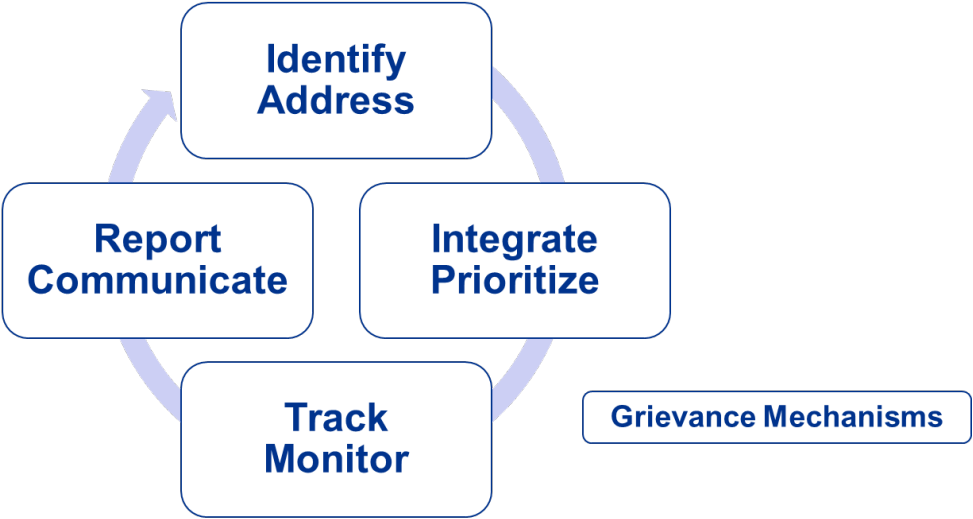 Identify
Address
Report
Communicate
Integrate
Prioritize
Track
Monitor
Grievance Mechanisms